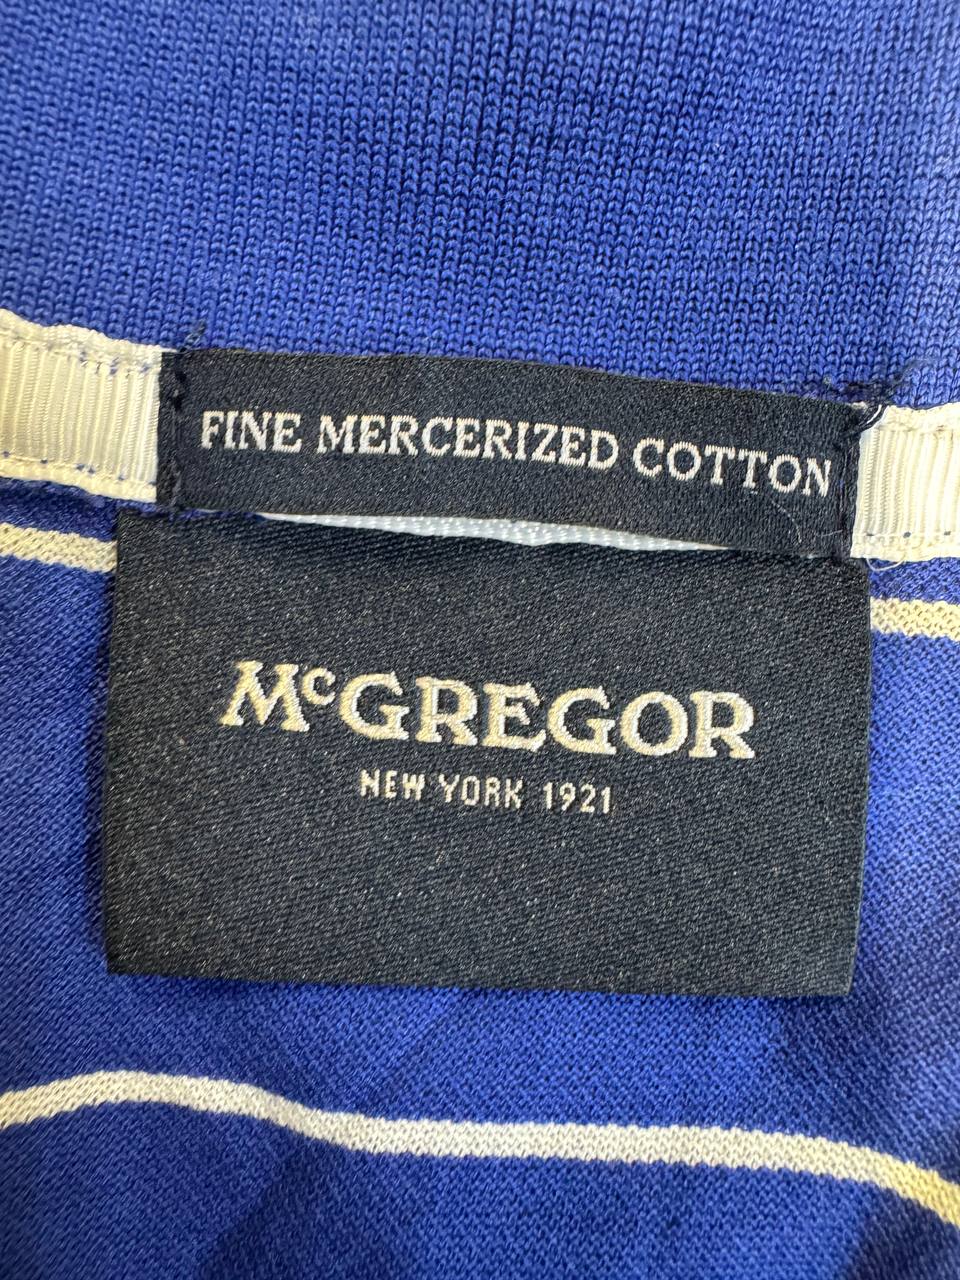 FINE MERCERIZED COTTON
McGREGOR
NEW YORK 1921